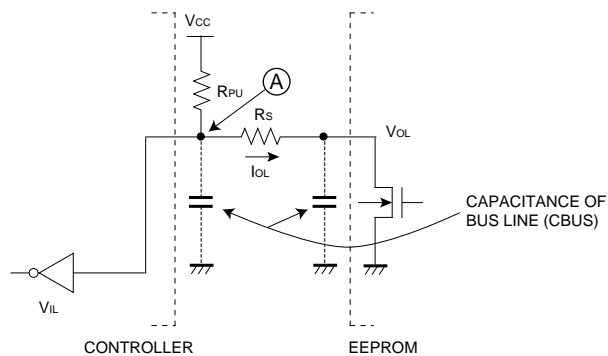 VCC
A
RPU
RS
VOL
IOL
CAPACITANCE OF
BUS LINE (CBUS)
VIL
CONTROLLER
EEPROM